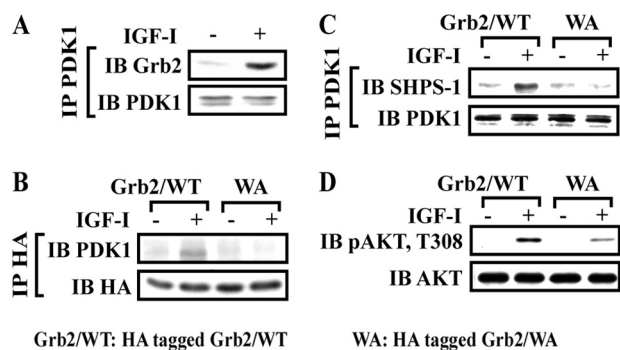 A
IGF-I - +
IP PDK1
IB Grb2
IB PDK1
B
Grb2/WT WA
IGF-I - + - +
IP HA
IB PDK1
IB HA
C
Grb2/WT WA
IGF-I - + - +
IP PDK1
IB SHPS-1
IB PDK1
D
Grb2/WT WA
IGF-I - + - +
IB pAKT, T308
IB AKT
Grb2/WT: HA tagged Grb2/WT
WA: HA tagged Grb2/WA